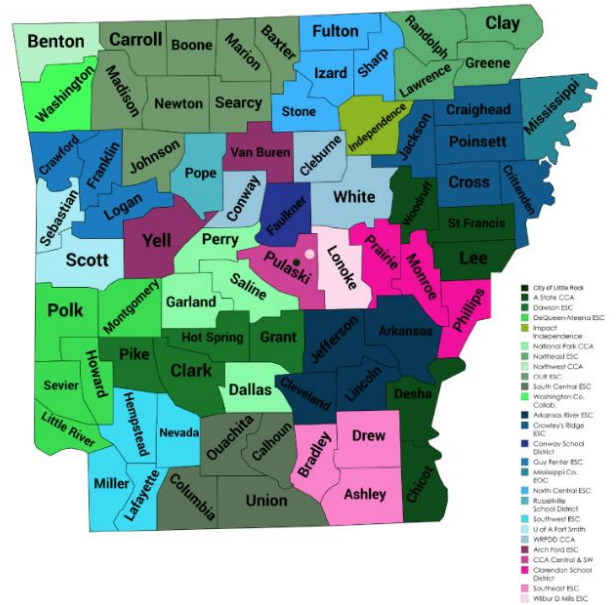 Benton
Carroll
Boone
Marion
Baxter
Fulton
Randolph
Clay
Washington
Madison
Newton
Searcy
Izard
Sharp
Lawrence
Greene
Stone
Independence
Craighead
Mississippi
Crawford
Franklin
Johnson
Pope
Van Buren
Cleburne
Jackson
Poinsett
Sebastian
Logan
Conway
White
Woodruff
Cross
Crittenden
Scott
Yell
Perry
Faulkner
St Francis
Pulaski
Lonoke
Prairie
Monroe
Lee
Polk
Montgomery
Garland
Saline
Phillips
Hot Spring
Grant
Jefferson
Arkansas
Sevier
Howard
Pike
Clark
Dallas
Cleveland
Lincoln
Desha
Little River
Hempstead
Nevada
Ouachita
Calhoun
Bradley
Drew
Miller
Lafayette
Columbia
Union
Ashley
Chicot
City of Little Rock
A State CCA
Dawson ESC
DeQueen-Meena ESC
Impact
Independence
National Park CCA
Northeast ESC
Northwest CCA
OUR ESC
South Central ESC
Washington Co.
Collab.
Arkansas River ESC
Crowley's Ridge
ESC
Conway School
District
Guy Fenter ESC
Mississippi Co.
EOC
North Central ESC
Russellville
School District
Southwest ESC
U of A Fort Smith
WRPDD CCA
Arch Ford ESC
CCA Central & SW
Clarendon School
District
Southeast ESC
Wilbur D Mills ESC